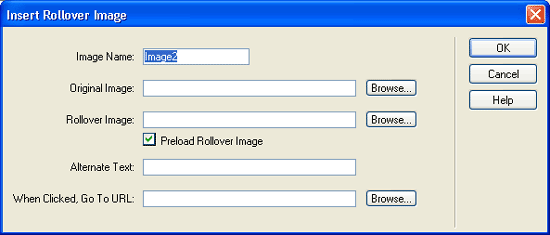 Insert Rollover Image
Image Name: Image2
OK
Original Image: Browse...
Cancel
Rollover Image: Browse...
Help
Preload Rollover Image
Alternate Text:
When Clicked, Go To URL: Browse...